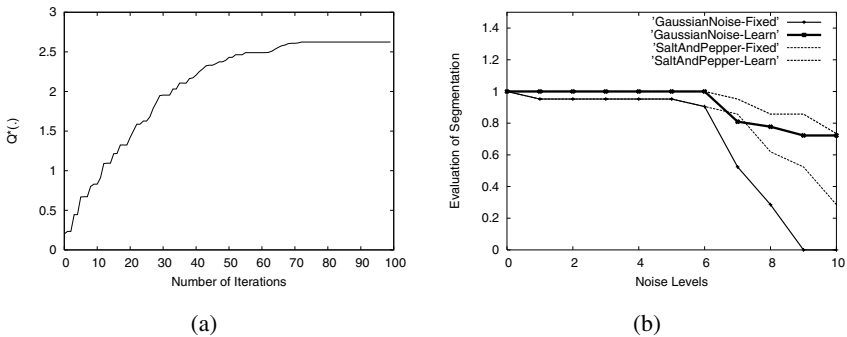 3
2.5
2
1.5
1
0.5
0
Q*(.)
0 10 20 30 40 50 60 70 80 90 100
Number of Iterations
(a)
1.4
1.2
1
0.8
0.6
0.4
0.2
0
Evaluation of Segmentation
'GaussianNoise-Fixed'
'GaussianNoise-Learn'
'SaltAndPepper-Fixed'
'SaltAndPepper-Learn'
0 2 4 6 8 10
Noise Levels
(b)